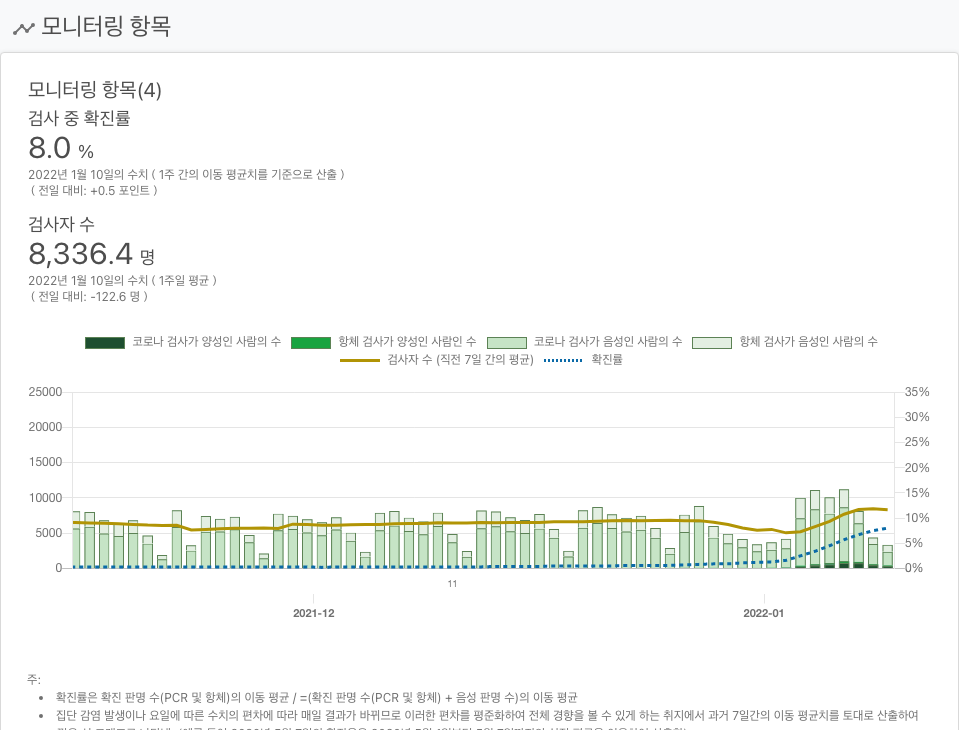 모니터링 항목
모니터링 항목(4)
검사 중 확진률
8.0 %
2022년 1월 10일의 수치 ( 1주 간의 이동 평균치를 기준으로 산출 )
( 전일 대비: +0.5 포인트 )
검사자 수
8,336.4 명
2022년 1월 10일의 수치 ( 1주일 평균 )
( 전일 대비: -122.6 명 )
코로나 검사가 양성인 사람의 수 항체 검사가 양성인 사람인 수 코로나 검사가 음성인 사람의 수 항체 검사가 음성인 사람의 수
검사자 수 (직전 7일 간의 평균) 확진률
25000 35%
30%
20000
25%
15000
20%
15%
10000
10%
5000
5%
0 0%
11
2021-12 2022-01
주:
• 확진률은 확진 판명 수(PCR 및 항체)의 이동 평균 / =(확진 판명 수(PCR 및 항체) + 음성 판명 수)의 이동 평균
• 집단 감염 발생이나 요일에 따른 수치의 편차에 따라 매일 결과가 바뀌므로 이러한 편차를 평준화하여 전체 경향을 볼 수 있게 하는 취지에서 과거 7일간의 이동 평균치를 토대로 산출하여